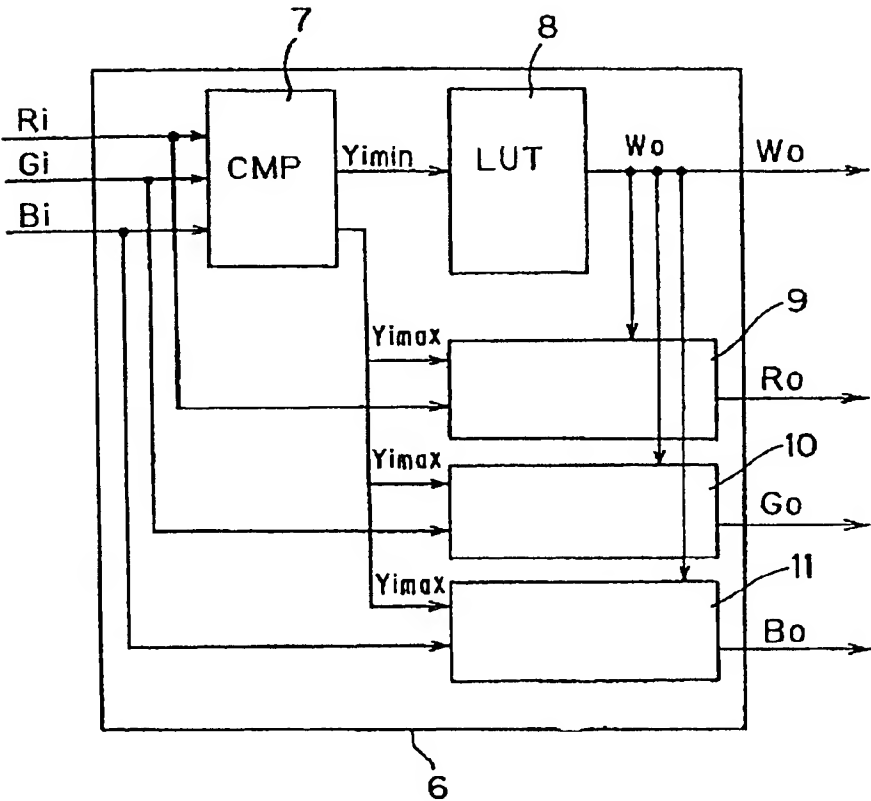 7
8
Ri
Gi
Bi
CMP
Yimin
LUT
Wo
Wo
9
Yimax
Ro
10
Yimax
Go
11
Yimax
Bo
6